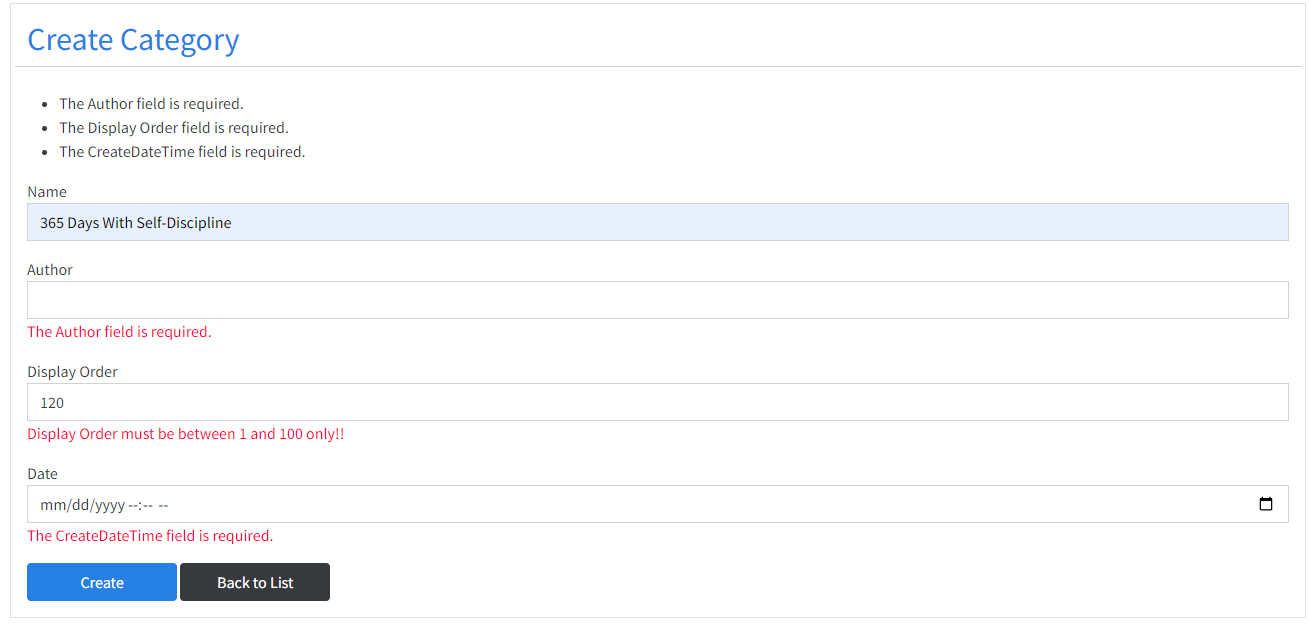 Create Category
The Author field is required.
The Display Order field is required.
The CreateDateTime field is required.
Name
365 Days With Self-Discipline
Author
The Author field is required.
Display Order
120
Display Order must be between 1 and 100 only!!
Date
mm/dd/yyyy --:-- --
The CreateDateTime field is required.
Create Back to List